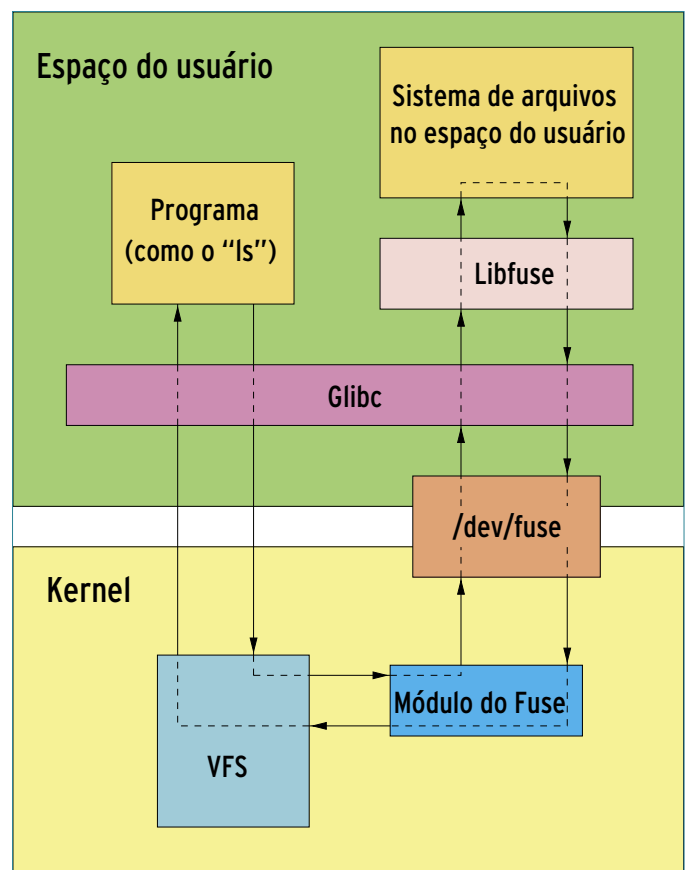 Espaço do usuário
Sistema de arquivos
no espaço do usuário
Programa
(como o “ls”)
Libfuse
Glibc
/dev/fuse
Kernel
Módulo do Fuse
VFS